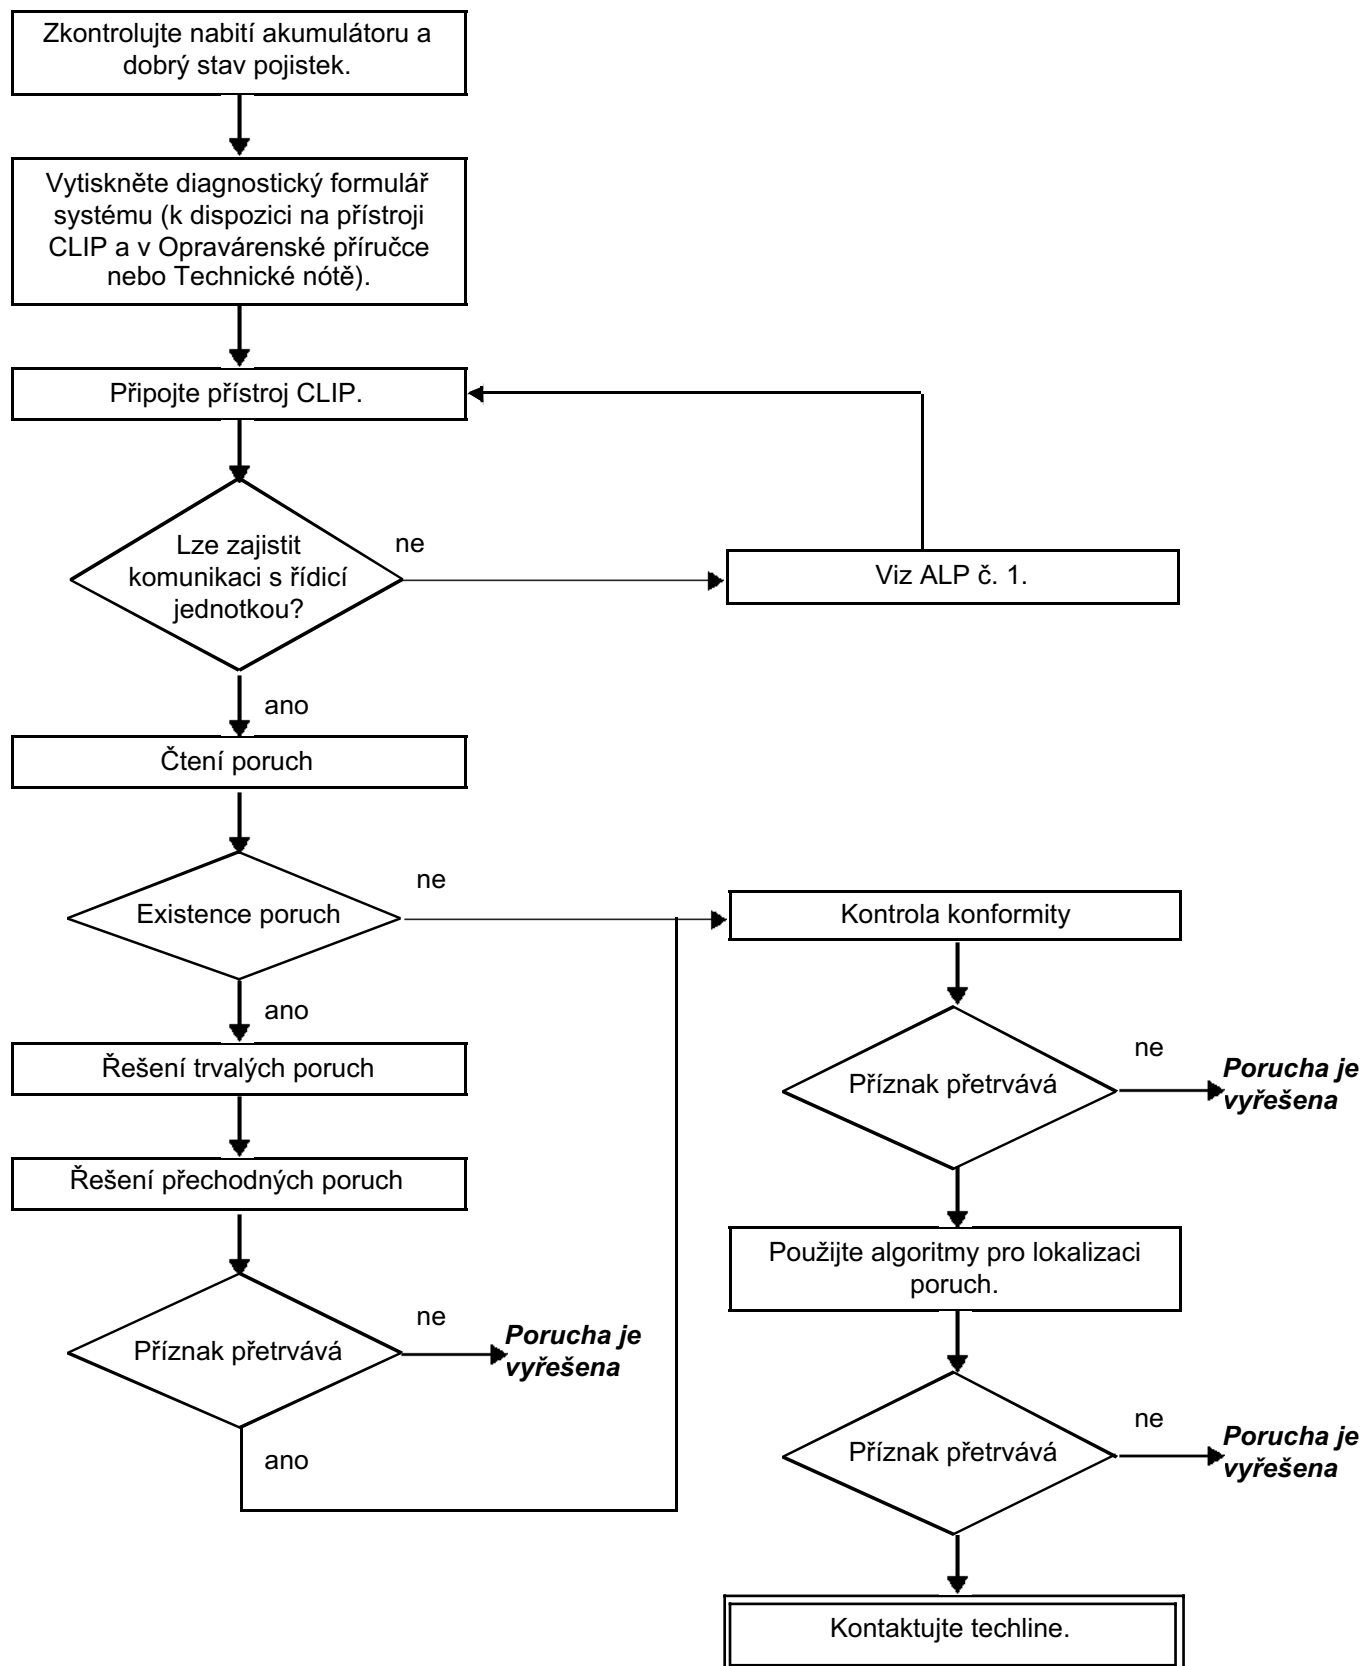 Zkontrolujte nabití akumulátoru a
dobrý stav pojistek.
Vytiskněte diagnostický formulář
systému (k dispozici na přístroji
CLIP a v Opravárenské příručce
nebo Technické nótě).
Připojte přístroj CLIP.
Lze zajistit
komunikaci s řídicí
jednotkou?
ne
Viz ALP č. 1.
ano
Čtení poruch
Existence poruch
ne
Kontrola konformity
ano
Řešení trvalých poruch
Příznak přetrvává
ne
Porucha je
vyřešena
Řešení přechodných poruch
Použijte algoritmy pro lokalizaci
poruch.
Příznak přetrvává
ne
Porucha je
vyřešena
ano
Příznak přetrvává
ne
Porucha je
vyřešena
Kontaktujte techline.